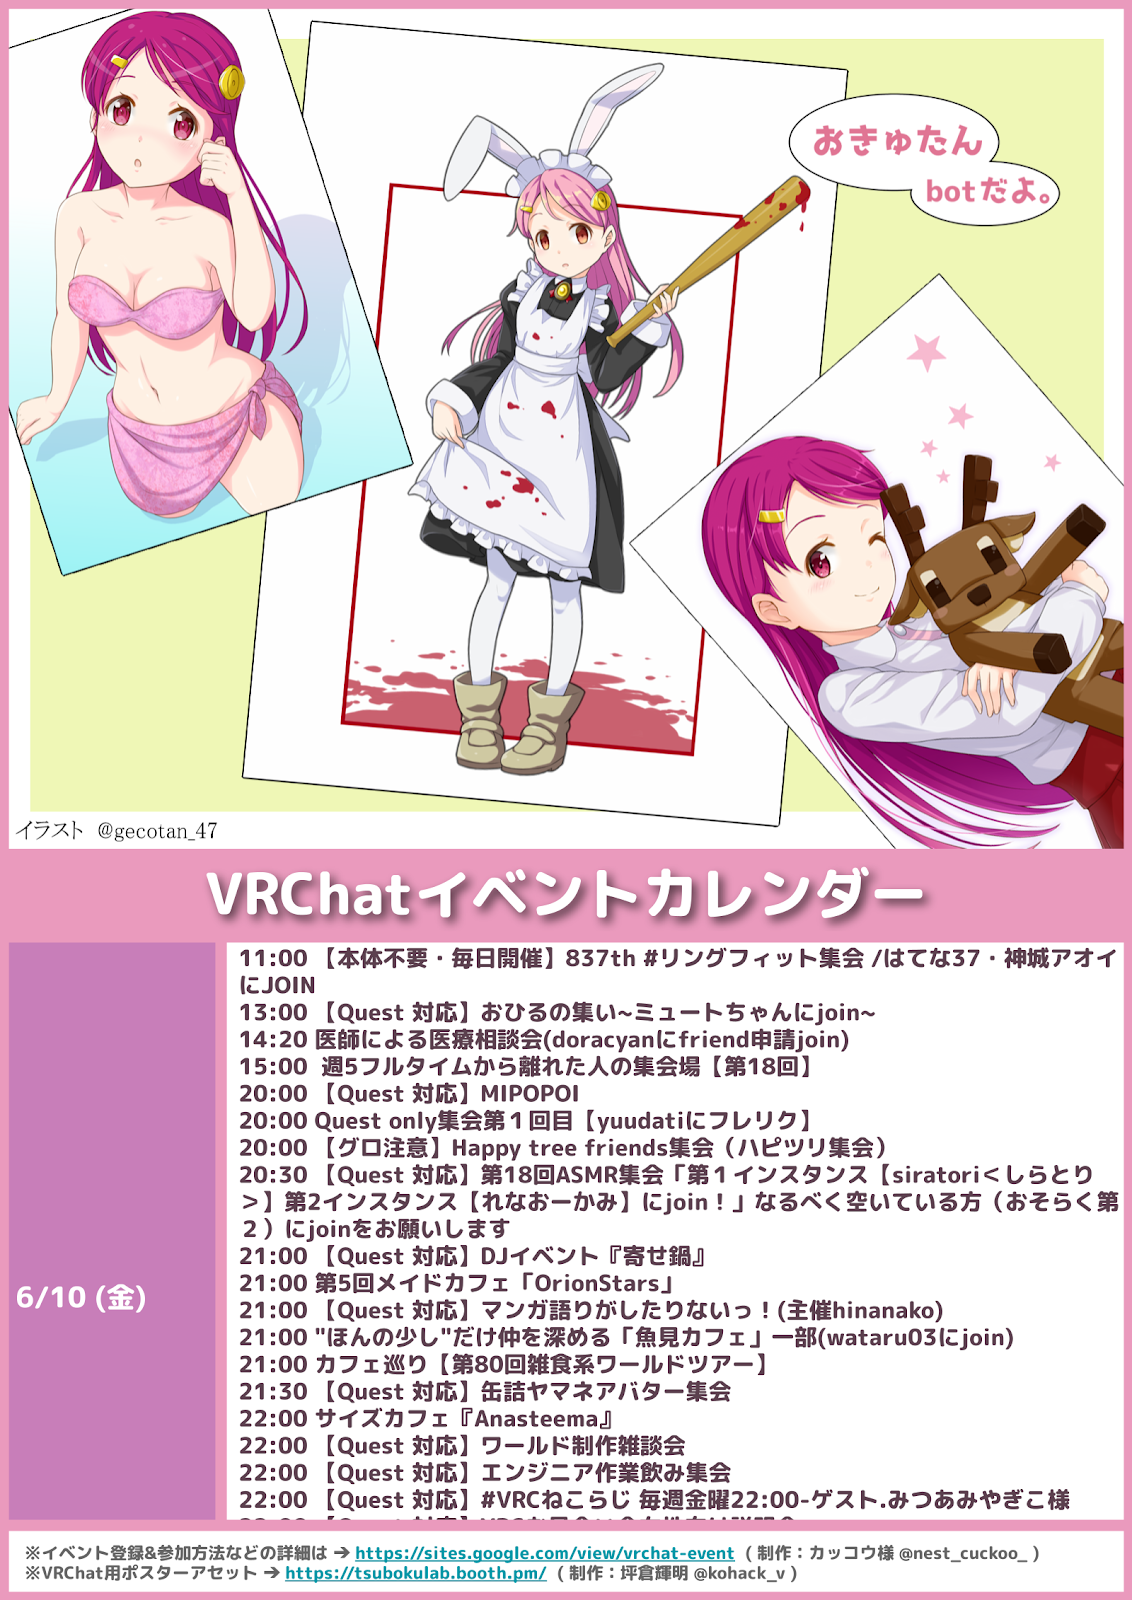 おきゅたん
botだよ。
イラスト @gecotan_47
VRChatイベントカレンダー
6/10 (金)
11:00 【本体不要・毎日開催】837th #リングフィット集会 /はてな37・神城アオイ
にJOIN
13:00 【Quest 対応】おひるの集い~ミュートちゃんにjoin~
14:20 医師による医療相談会(doracyanにfriend申請join)
15:00 週5フルタイムから離れた人の集会場【第18回】
20:00 【Quest 対応】MIPOPOI
20:00 Quest only集会第１回目【yuudatiにフレリク】
20:00 【グロ注意】Happy tree friends集会（ハピツリ集会）
20:30 【Quest 対応】第18回ASMR集会「第１インスタンス【siratori＜しらとり
＞】第2インスタンス【れなおーかみ】にjoin！」なるべく空いている方（おそらく第
２）にjoinをお願いします
21:00 【Quest 対応】DJイベント『寄せ鍋』
21:00 第5回メイドカフェ「OrionStars」
21:00 【Quest 対応】マンガ語りがしたりないっ！(主催hinanako)
21:00 "ほんの少し"だけ仲を深める「魚見カフェ」一部(wataru03にjoin)
21:00 カフェ巡り【第80回雑食系ワールドツアー】
21:30 【Quest 対応】缶詰ヤマネアバター集会
22:00 サイズカフェ『Anasteema』
22:00 【Quest 対応】ワールド制作雑談会
22:00 【Quest 対応】エンジニア作業飲み集会
22:00 【Quest 対応】#VRCねこらじ 毎週金曜22:00-ゲスト.みつあみやぎこ様
※イベント登録&参加方法などの詳細は → https://sites.google.com/view/vrchat-event ( 制作：カッコウ様 @nest_cuckoo_ )
※VRChat用ポスターアセット → https://tsubokulab.booth.pm/ ( 制作：坪倉輝明 @kohack_v )